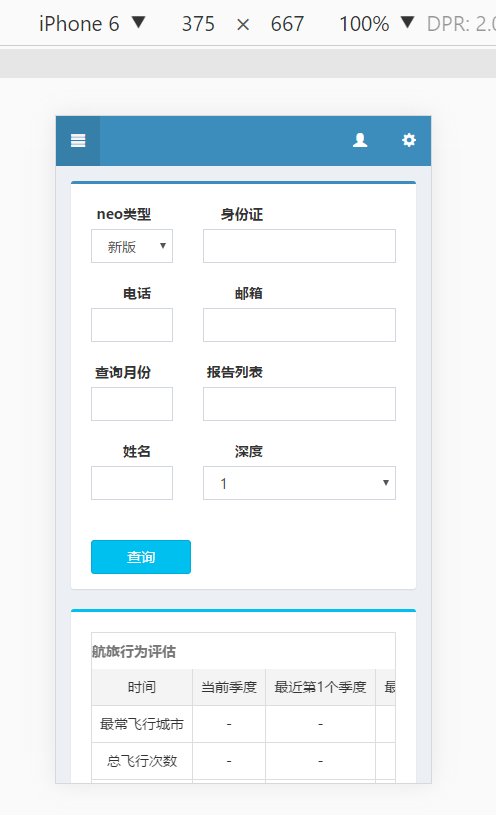 iPhone 6 ▼ 375 × 667 100% ▼ DPR: 2.0
neo类型 身份证
新版
电话 邮箱
查询月份 报告列表
姓名 深度
1
查询
航旅行为评估
时间 当前季度 最近第1个季度 最
最常飞行城市 - -
总飞行次数 - -